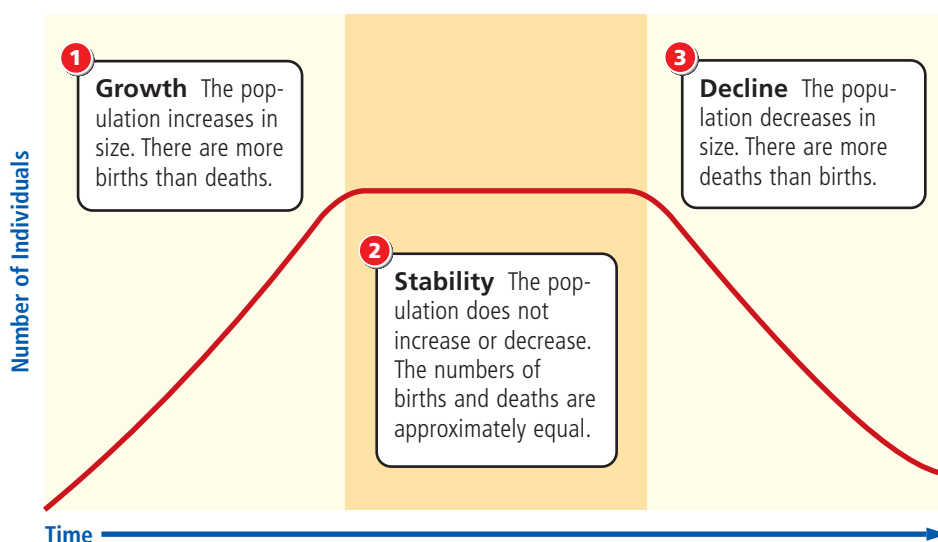 1
Growth The pop-
ulation increases in
size. There are more
births than deaths.
2
Stability The pop-
ulation does not
increase or decrease.
The numbers of
births and deaths are
approximately equal.
3
Decline The popu-
lation decreases in
size. There are more
deaths than births.
Number of Individuals
Time